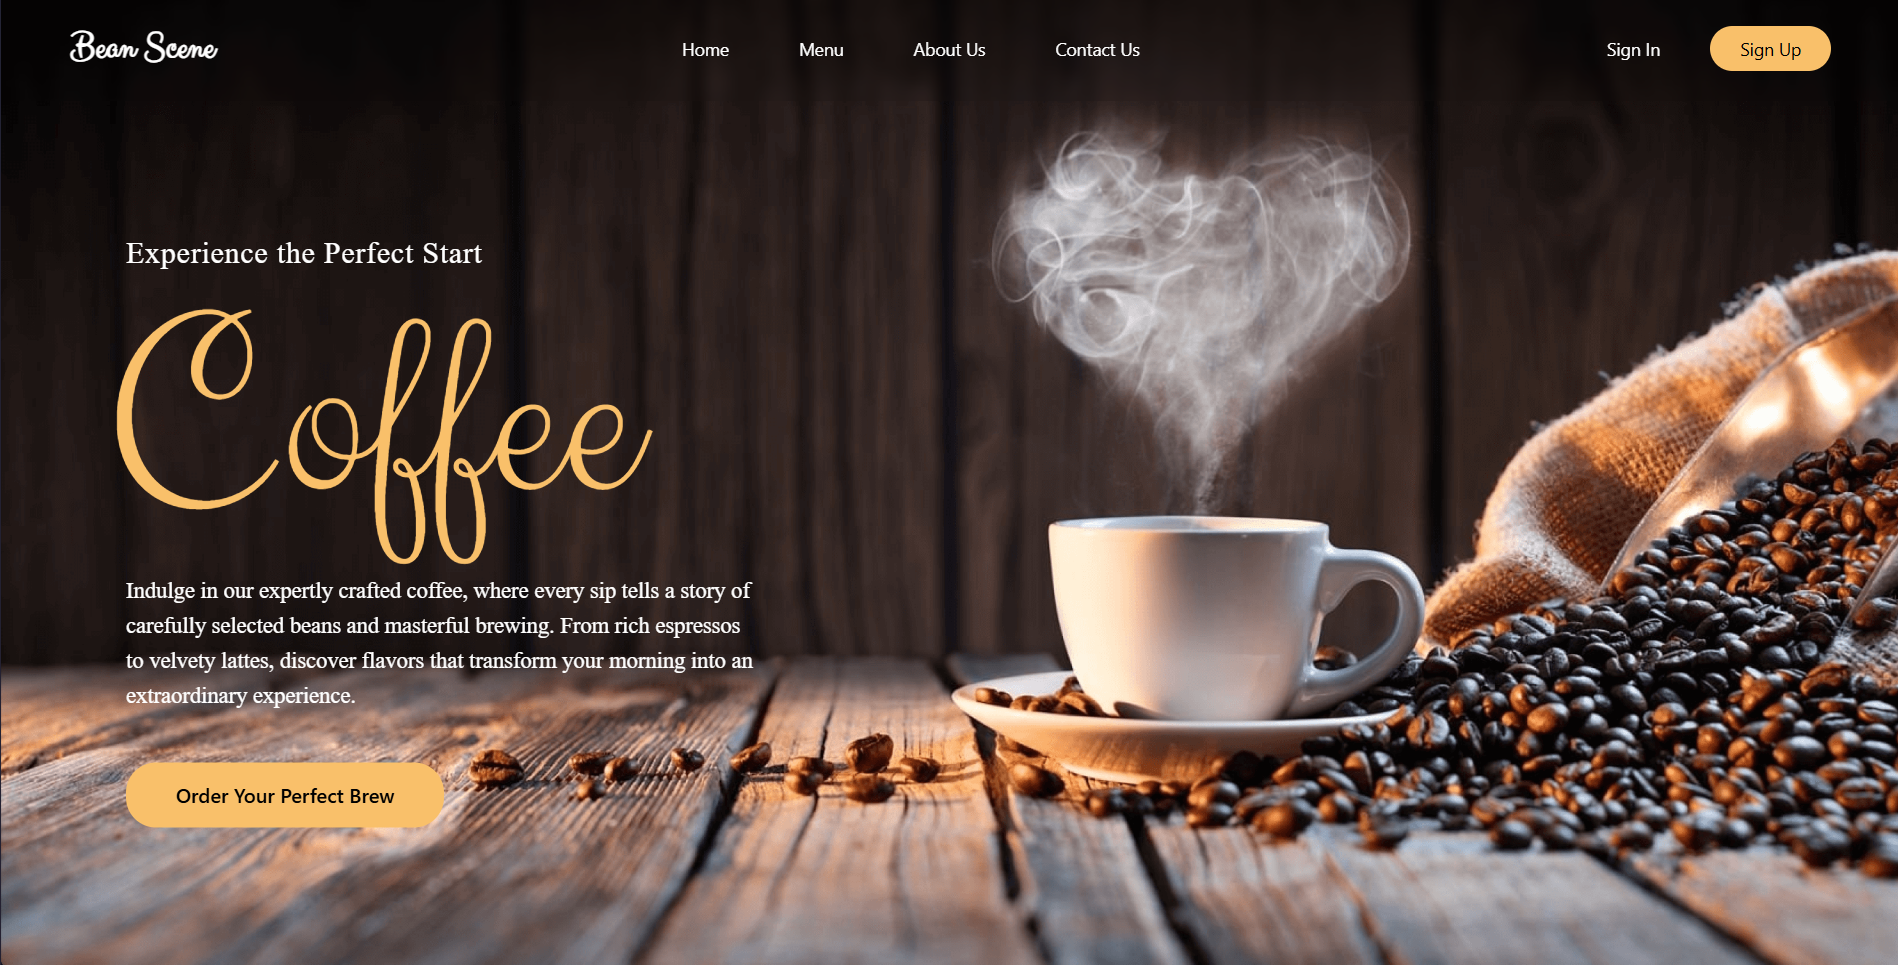 Bean Scene
Home
Menu
About Us
Contact Us
Sign In
Sign Up
Experience the Perfect Start
Coffee
Indulge in our expertly crafted coffee, where every sip tells a story of
carefully selected beans and masterful brewing. From rich espressos
to velvety lattes, discover flavors that transform your morning into an
extraordinary experience.
Order Your Perfect Brew